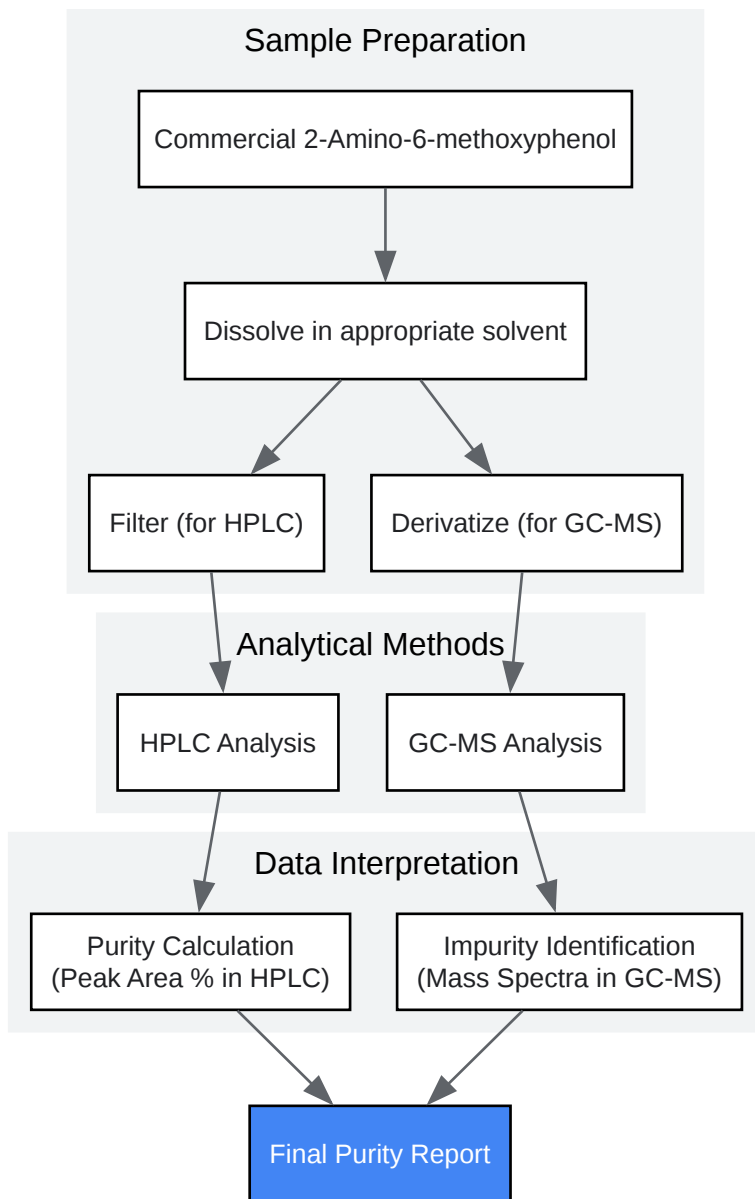 Sample Preparation
Commercial 2-Amino-6-methoxyphenol
Dissolve in appropriate solvent
Filter (for HPLC)
Derivatize (for GC-MS)
Analytical Methods
HPLC Analysis
GC-MS Analysis
Data Interpretation
Purity Calculation
(Peak Area % in HPLC)
Impurity Identification
(Mass Spectra in GC-MS)
Final Purity Report